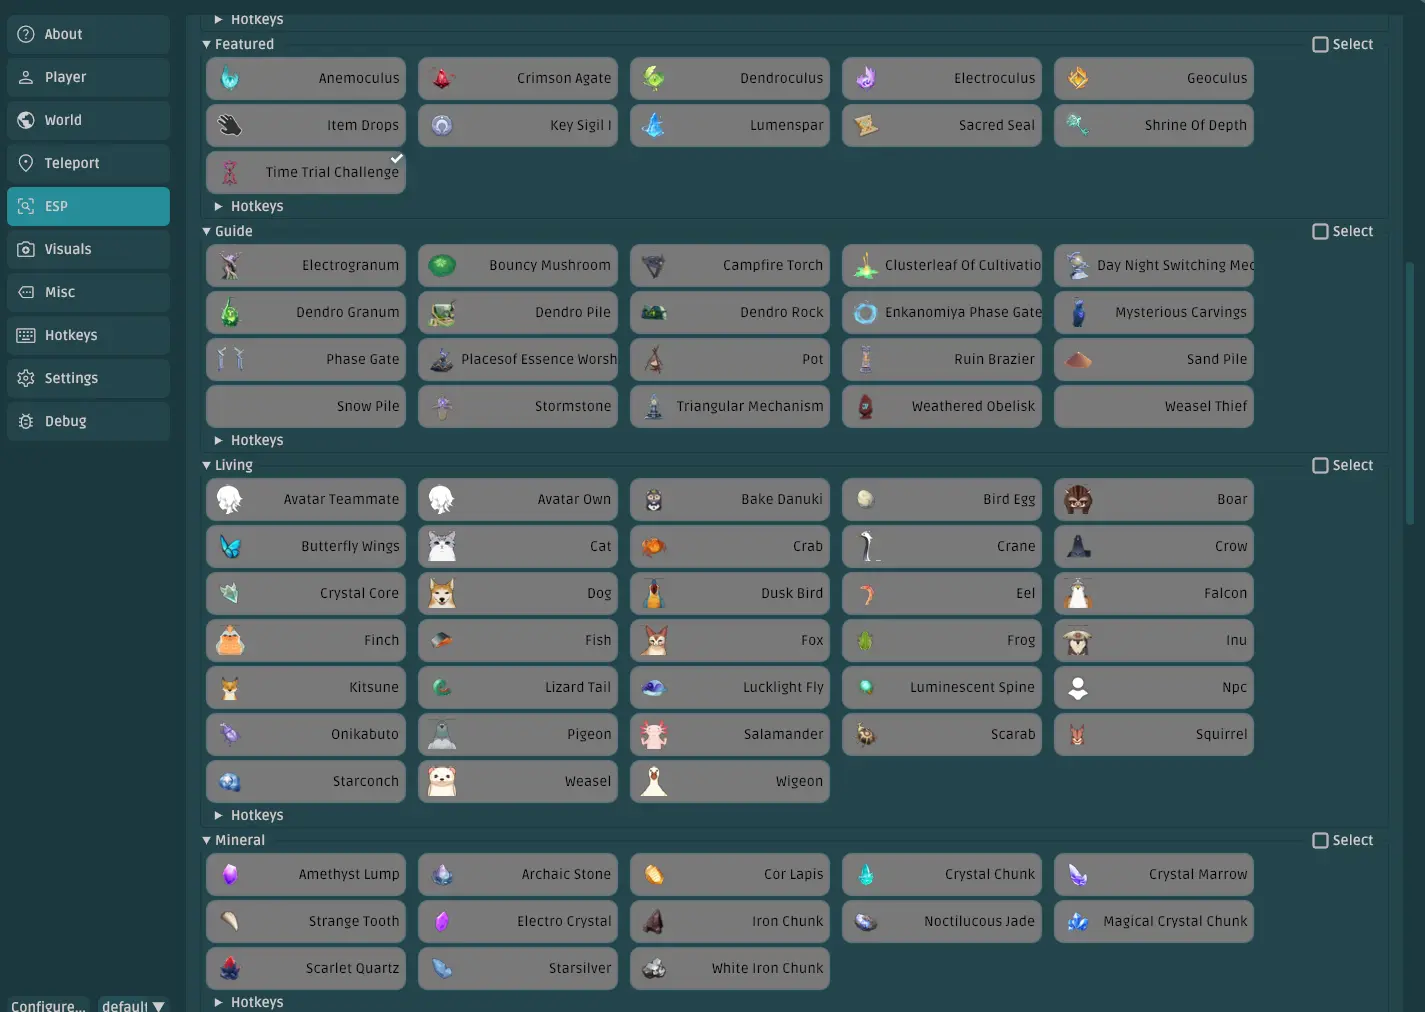 About
Player
World
Teleport
ESP
Visuals
Misc
Hotkeys
Settings
Debug
Configure... default
Hotkeys
Featured Select
Anemoculus Crimson Agate Dendroculus Electroculus Geoculus
Item Drops Key Sigil I Lumenspar Sacred Seal Shrine Of Depth
Time Trial Challenge
Hotkeys
Guide Select
Electrogranum Bouncy Mushroom Campfire Torch Clusterleaf Of Cultivatio Day Night Switching Mec
Dendro Granum Dendro Pile Dendro Rock Enkanomiya Phase Gate Mysterious Carvings
Phase Gate Placesof Essence Worsh Pot Ruin Brazier Sand Pile
Snow Pile Stormstone Triangular Mechanism Weathered Obelisk Weasel Thief
Hotkeys
Living Select
Avatar Teammate Avatar Own Bake Danuki Bird Egg Boar
Butterfly Wings Cat Crab Crane Crow
Crystal Core Dog Dusk Bird Eel Falcon
Finch Fish Fox Frog Inu
Kitsune Lizard Tail Lucklight Fly Luminescent Spine Npc
Onikabuto Pigeon Salamander Scarab Squirrel
Starconch Weasel Wigeon
Hotkeys
Mineral Select
Amethyst Lump Archaic Stone Cor Lapis Crystal Chunk Crystal Marrow
Strange Tooth Electro Crystal Iron Chunk Noctilucous Jade Magical Crystal Chunk
Scarlet Quartz Starsilver White Iron Chunk
Hotkeys